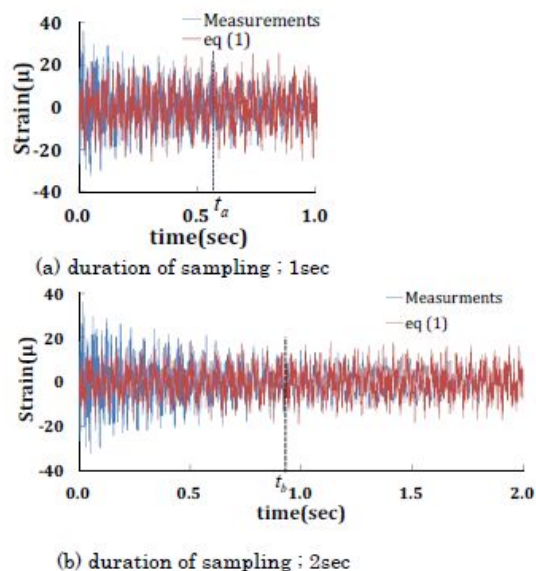 Measurements
eq (1)
40
20
0
-20
-40
Strain(μ)
0.0
0.5
t_a
1.0
time(sec)
(a) duration of sampling ; 1sec
Measurments
eq (1)
40
20
0
-20
-40
Strain(μ)
0.0
0.5
t_b
1.0
1.5
2.0
time(sec)
(b) duration of sampling ; 2sec